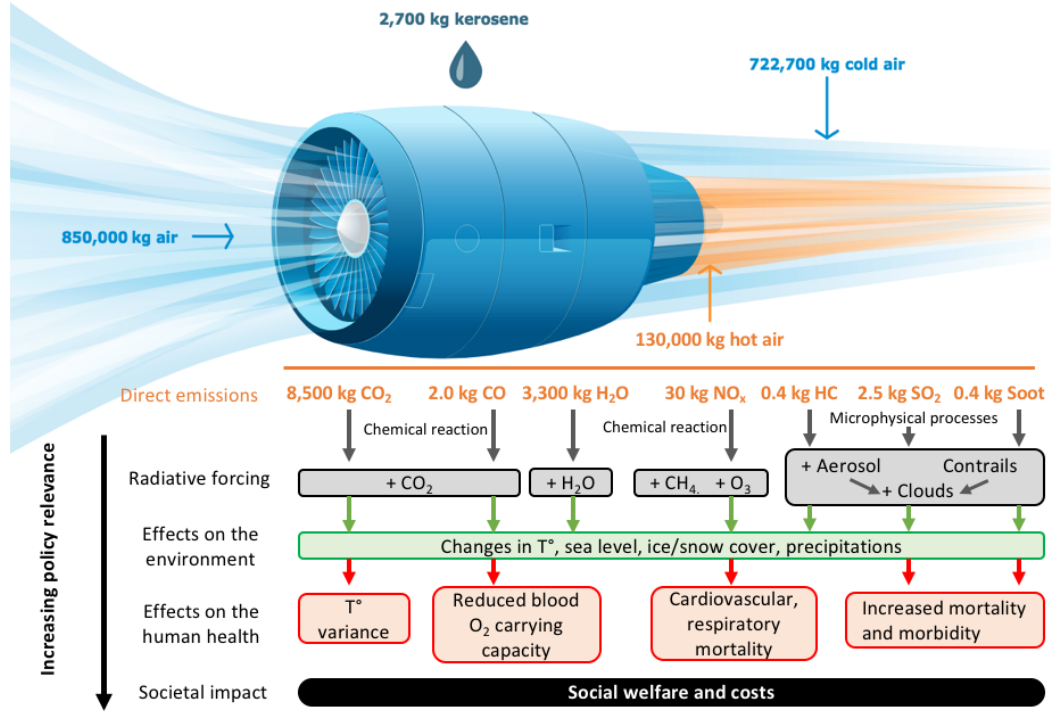 2,700 kg kerosene
722,700 kg cold air
850,000 kg air
130,000 kg hot air
Direct emissions
8,500 kg CO₂
2.0 kg CO
3,300 kg H₂O
30 kg NOₓ
0.4 kg HC
2.5 kg SO₂
0.4 kg Soot
Chemical reaction
Chemical reaction
Microphysical processes
Increasing policy relevance
Radiative forcing
+ CO₂
+ H₂O
+ CH₄. + O₃
+ Aerosol
Contrails
+ Clouds
Effects on the
environment
Changes in T°, sea level, ice/snow cover, precipitations
Effects on the
human health
T°
variance
Reduced blood
O₂ carrying
capacity
Cardiovascular,
respiratory
mortality
Increased mortality
and morbidity
Societal impact
Social welfare and costs